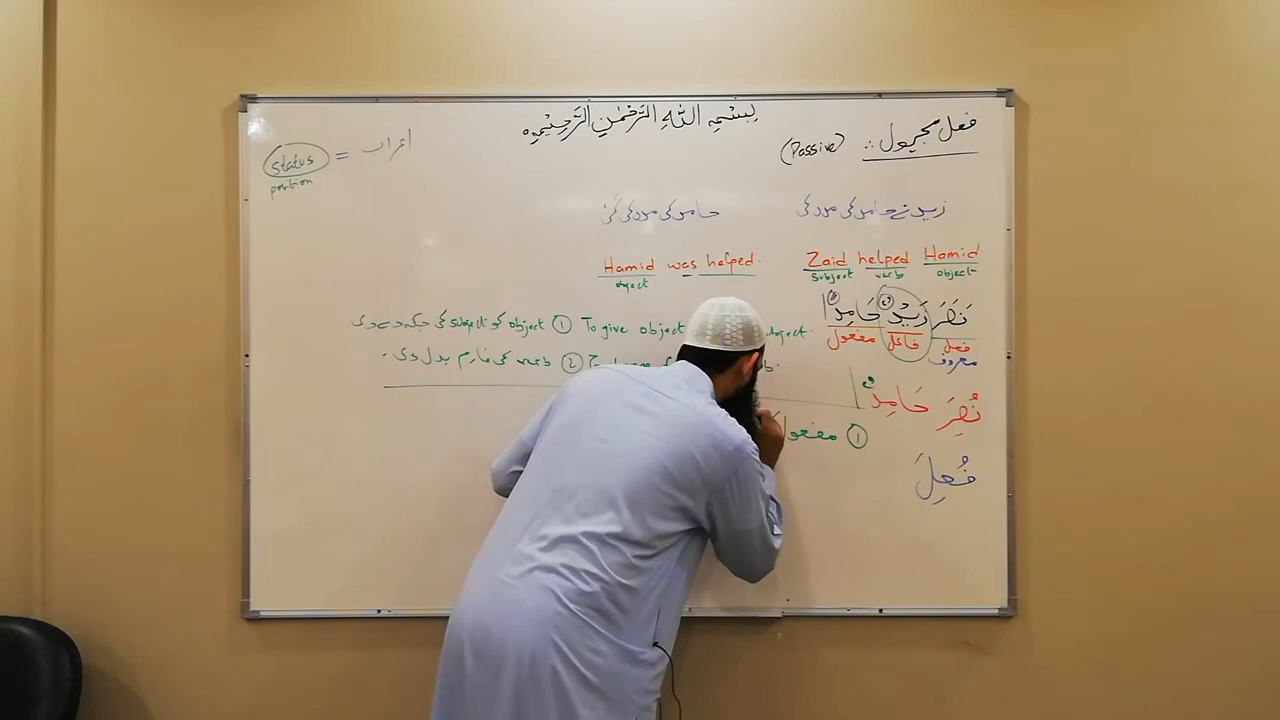 بِسْمِ اللهِ الرَّحْمٰنِ الرَّحِيْمِ
فعل مجہول :.
(Passive)
اعراب = status
position
زید نے حامد کی مدد کی
حامد کی مدد کی گئی
Zaid helped Hamid
Subject verb object
Hamid was helped.
object
نَصَرَ زَيْدٌ حَامِدًا
فعل فاعل مفعول
معروف
To give object
subject کو object کی جگہ دے دی ①
verb کی فارم بدل دی. ②
نُصِرَ حَامِدٌ
① مفعول
فُعِلَ